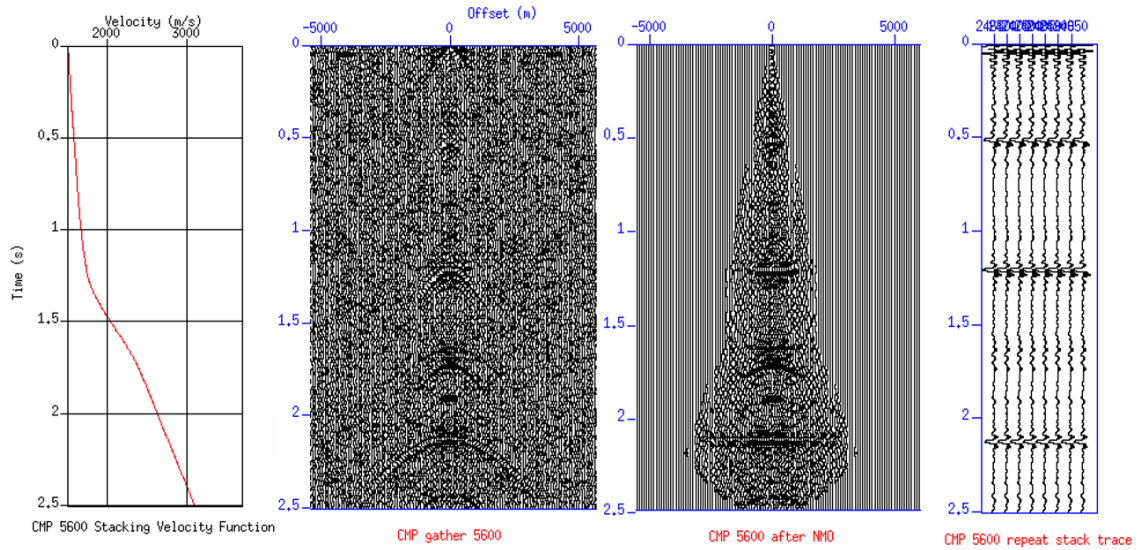 Velocity (m/s)
2000 3000
0
0.5
1
1.5
2
2.5
Time (s)
CMP 5600 Stacking Velocity Function
Offset (m)
-5000 0 5000
0
0.5
1
1.5
2
2.5
CMP gather 5600
-5000 0 5000
0
0.5
1
1.5
2
2.5
CMP 5600 after NMO
0
0.5
1
1.5
2
2.5
CMP 5600 repeat stack trace